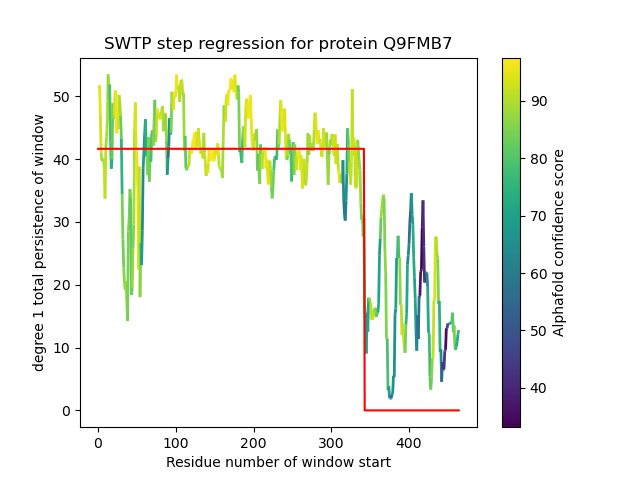 SWTP step regression for protein Q9FMB7
degree 1 total persistence of window
50
40
30
20
10
0
0 100 200 300 400
Residue number of window start
90
80
70
60
50
40
Alphafold confidence score